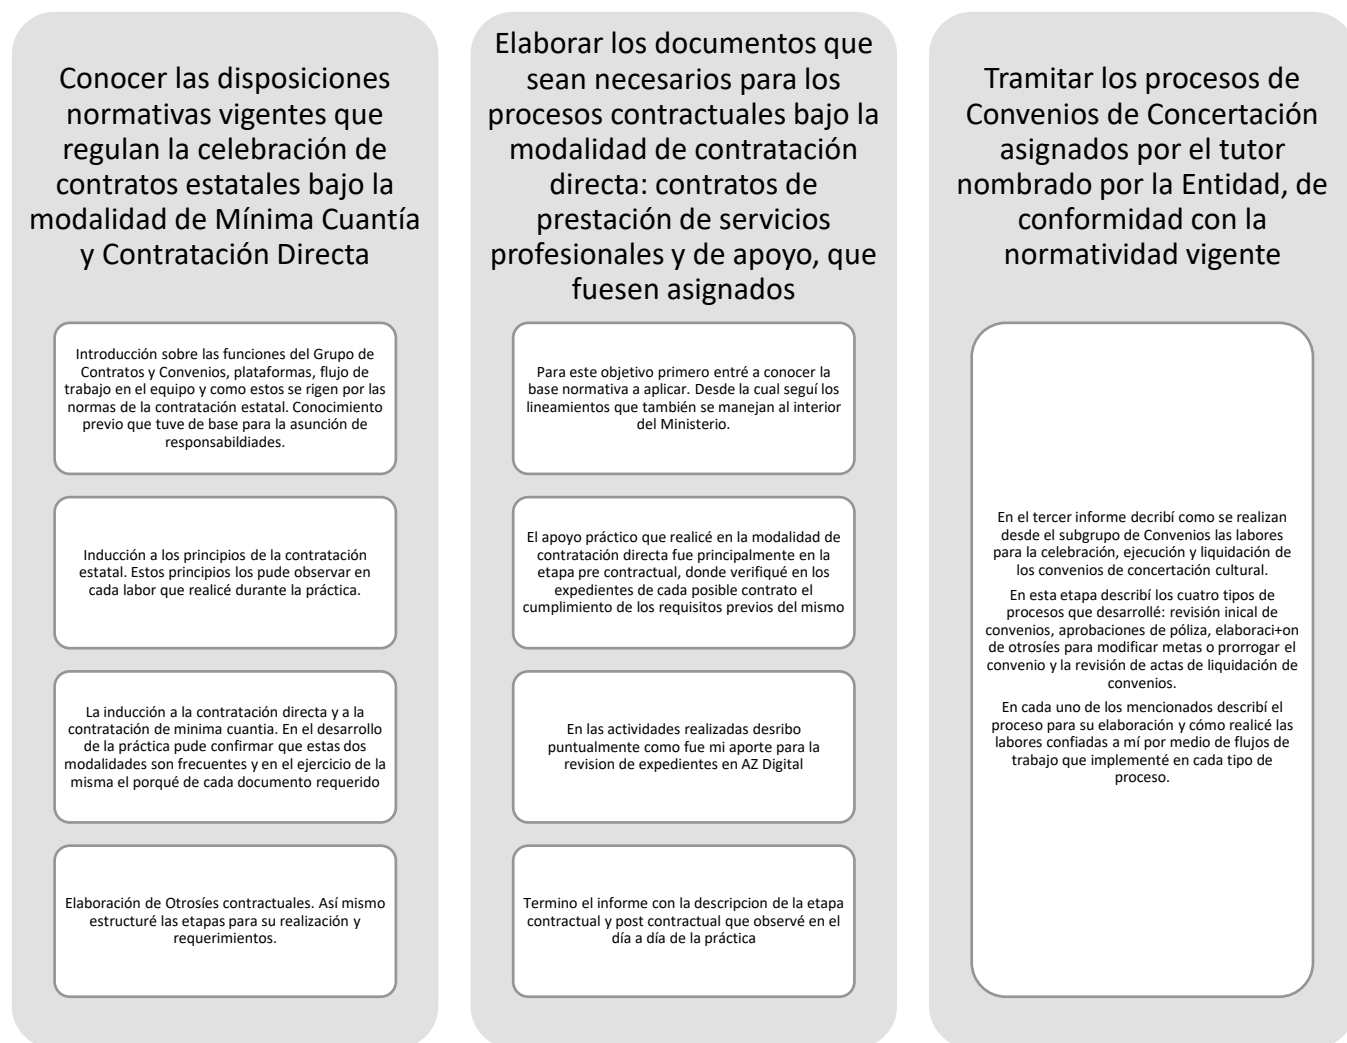 Conocer las disposiciones
normativas vigentes que
regulan la celebración de
contratos estatales bajo la
modalidad de Mínima Cuantía
y Contratación Directa
Introducción sobre las funciones del Grupo de
Contratos y Convenios, plataformas, flujo de
trabajo en el equipo y como estos se rigen por las
normas de la contratación estatal. Conocimiento
previo que tuve de base para la asunción de
responsabildiades.
Inducción a los principios de la contratación
estatal. Estos principios los pude observar en
cada labor que realicé durante la práctica.
La inducción a la contratación directa y a la
contratación de minima cuantia. En el desarrollo
de la práctica pude confirmar que estas dos
modalidades son frecuentes y en el ejercicio de la
misma el porqué de cada documento requerido
Elaboración de Otrosíes contractuales. Así mismo
estructuré las etapas para su realización y
requerimientos.
Elaborar los documentos que
sean necesarios para los
procesos contractuales bajo la
modalidad de contratación
directa: contratos de
prestación de servicios
profesionales y de apoyo, que
fuesen asignados
Para este objetivo primero entré a conocer la
base normativa a aplicar. Desde la cual seguí los
lineamientos que también se manejan al interior
del Ministerio.
El apoyo práctico que realicé en la modalidad de
contratación directa fue principalmente en la
etapa pre contractual, donde verifiqué en los
expedientes de cada posible contrato el
cumplimiento de los requisitos previos del mismo
En las actividades realizadas desribo
puntualmente como fue mi aporte para la
revision de expedientes en AZ Digital
Termino el informe con la descripcion de la etapa
contractual y post contractual que observé en el
día a día de la práctica
Tramitar los procesos de
Convenios de Concertación
asignados por el tutor
nombrado por la Entidad, de
conformidad con la
normatividad vigente
En el tercer informe decribí como se realizan
desde el subgrupo de Convenios las labores
para la celebración, ejecución y liquidación de
los convenios de concertación cultural.
En esta etapa describí los cuatro tipos de
procesos que desarrollé: revisión inical de
convenios, aprobaciones de póliza, elaboraci+on
de otrosíes para modificar metas o prorrogar el
convenio y la revisión de actas de liquidación de
convenios.
En cada uno de los mencionados describí el
proceso para su elaboración y cómo realicé las
labores confiadas a mí por medio de flujos de
trabajo que implementé en cada tipo de
proceso.